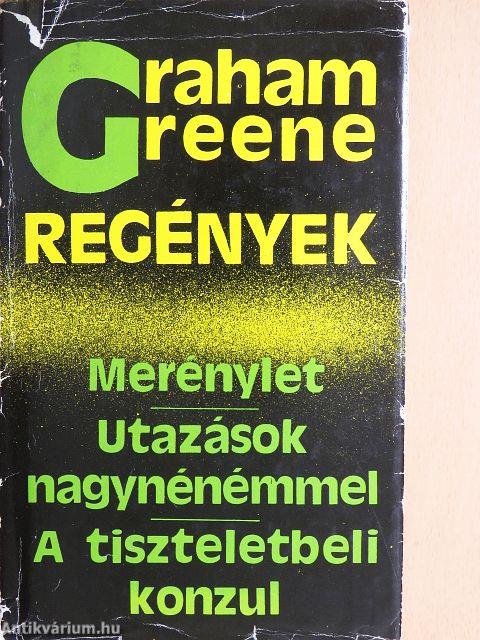 Graham
Greene
REGÉNYEK
Merénylet
Utazások
nagynénémmel
A tiszteletbeli
konzul
Antikvárium.hu